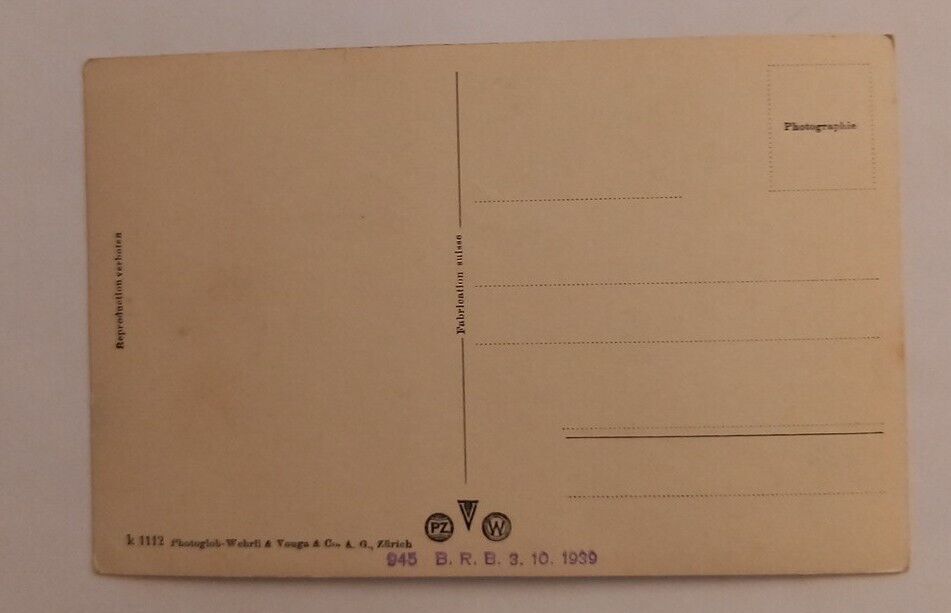 Photographie
Reproduction verboten
Fabrication suisse
PZ V W
k 1112 Photoglob-Wehrli & Vouga & Co. A. G., Zürich
945 B. R. B. 3. 10. 1939